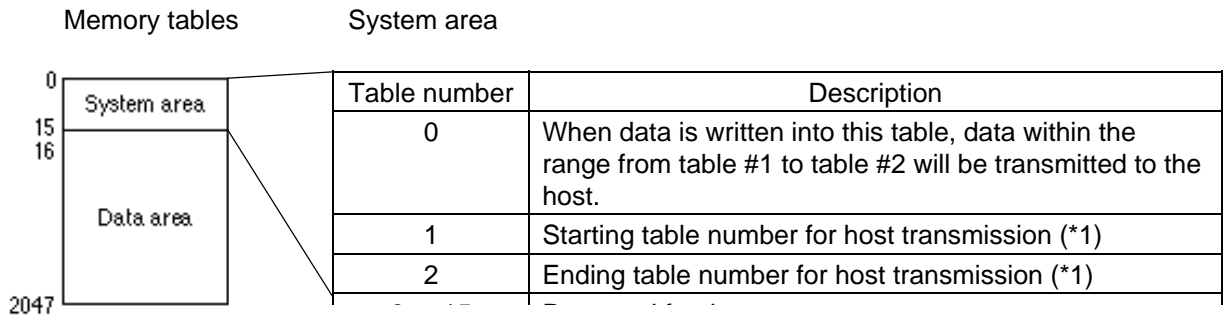 Memory tables
System area
0
System area
15
16
Data area
2047
Table number Description
0 When data is written into this table, data within the
range from table #1 to table #2 will be transmitted to the
host.
1 Starting table number for host transmission (*1)
2 Ending table number for host transmission (*1)